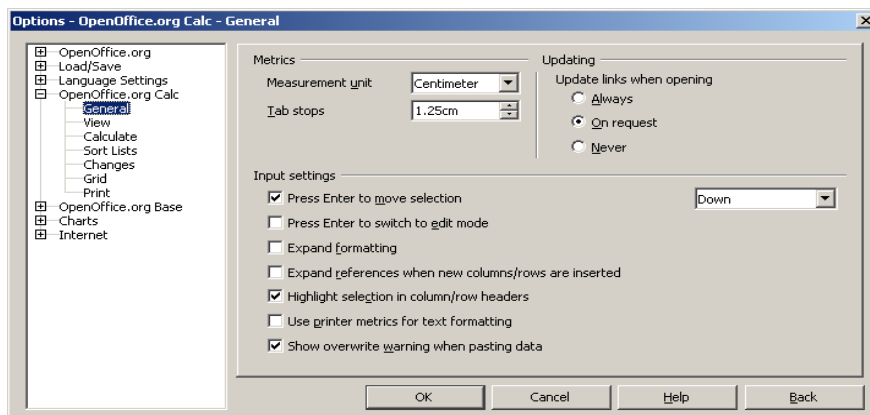 Options - OpenOffice.org Calc - General
OpenOffice.org
Load/Save
Language Settings
OpenOffice.org Calc
General
View
Calculate
Sort Lists
Changes
Grid
Print
OpenOffice.org Base
Charts
Internet
Metrics
Measurement unit Centimeter
Tab stops 1.25cm
Updating
Update links when opening
Always
On request
Never
Input settings
Press Enter to move selection Down
Press Enter to switch to edit mode
Expand formatting
Expand references when new columns/rows are inserted
Highlight selection in column/row headers
Use printer metrics for text formatting
Show overwrite warning when pasting data
OK Cancel Help Back